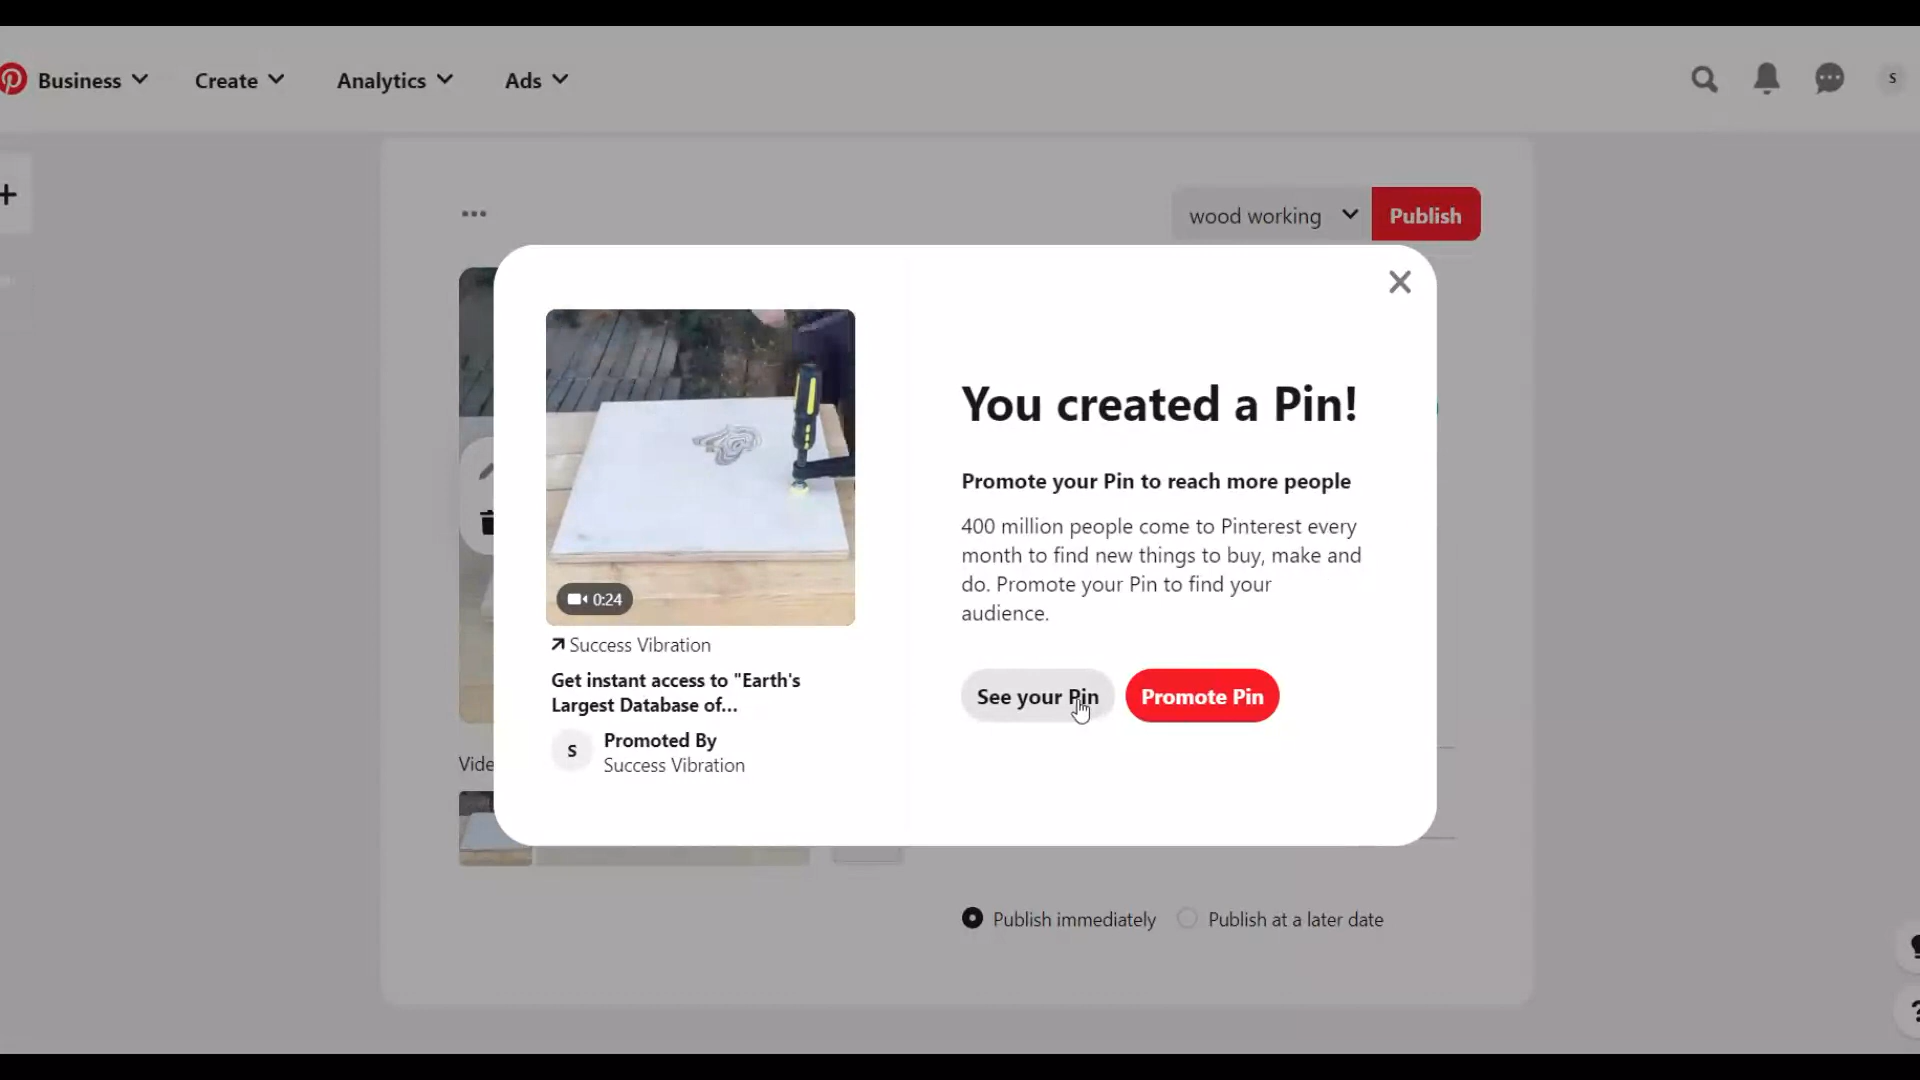 Business
Create
Analytics
Ads
S
wood working
Publish
You created a Pin!
Promote your Pin to reach more people
400 million people come to Pinterest every
month to find new things to buy, make and
do. Promote your Pin to find your
audience.
See your Pin
Promote Pin
0:24
Success Vibration
Get instant access to "Earth's
Largest Database of...
S
Promoted By
Success Vibration
Vide
Publish immediately
Publish at a later date
?